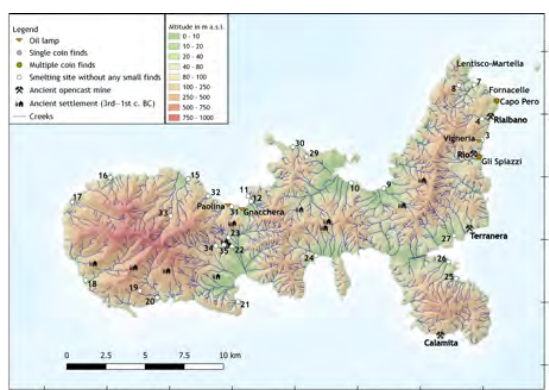 Legend
Oil lamp
Single coin finds
Multiple coin finds
Smelting site without any small finds
Ancient opencast mine
Ancient settlement (3rd-1st c. BC)
Creeks
Altitude in m a.s.l.
0 - 10
10 - 20
20 - 40
40 - 80
80 - 100
100 - 250
250 - 500
500 - 750
750 - 1000
Lentisco-Martella
8
7
Fornacelle
Capo Pero
4
Rialbano
3
Vigneria
Rio
Gli Spiazzi
30
29
16
15
17
32
11
12
10
9
Paolina
31
Gnacchera
33
23
34
35
22
27
Terranera
24
26
25
18
19
20
21
Calamita
0 2.5 5 7.5 10 km